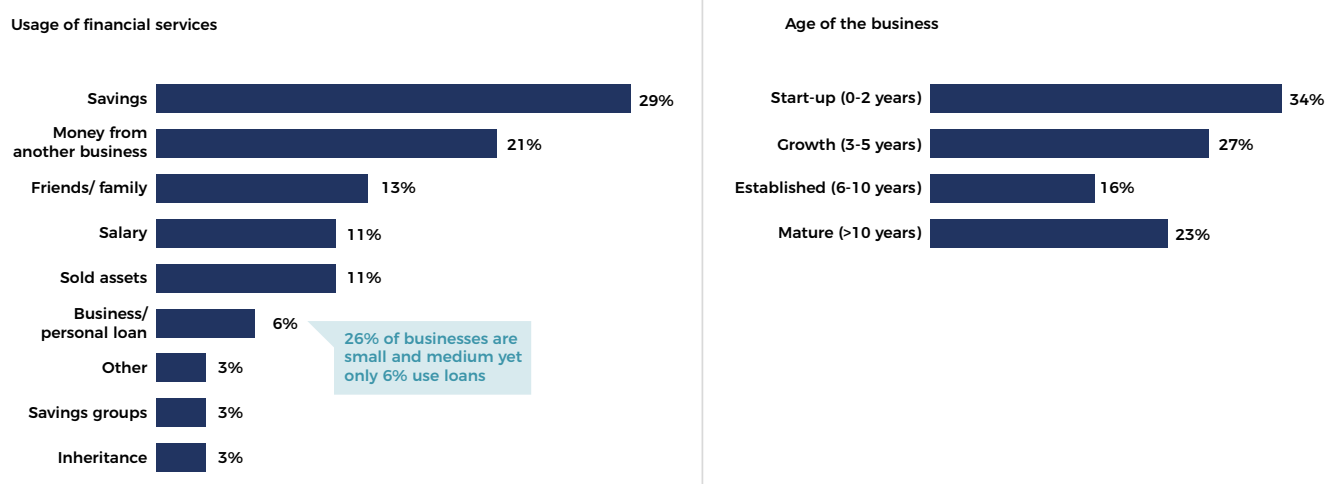 Usage of financial services
Savings
29%
Money from
another business
21%
Friends/ family
13%
Salary
11%
Sold assets
11%
Business/
personal loan
6%
26% of businesses are
small and medium yet
only 6% use loans
Other
3%
Savings groups
3%
Inheritance
3%
Age of the business
Start-up (0-2 years)
34%
Growth (3-5 years)
27%
Established (6-10 years)
16%
Mature (>10 years)
23%